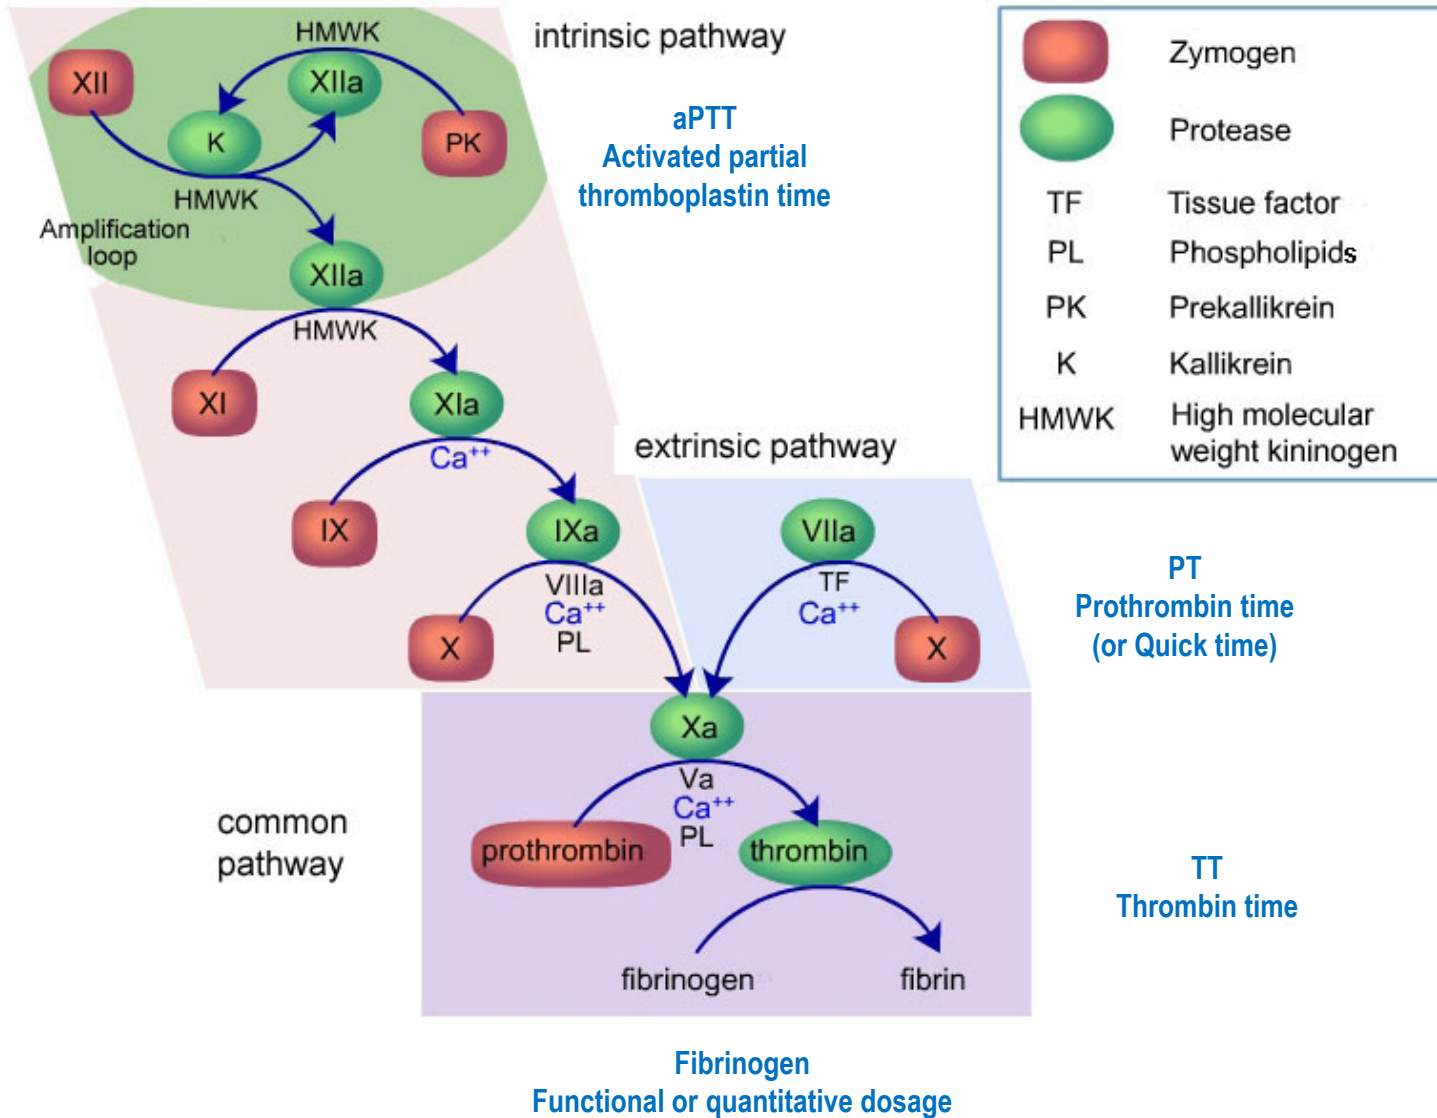 HMWK
intrinsic pathway
XII
XIIa
K
PK
HMWK
Amplification
loop
XIIa
HMWK
aPTT
Activated partial
thromboplastin time
XI
XIa
Ca++
extrinsic pathway
IX
IXa
VIIa
VIIIa
Ca++
PL
TF
Ca++
X
X
Xa
Va
Ca++
PL
common
pathway
prothrombin
thrombin
fibrinogen
fibrin
Zymogen
Protease
TF Tissue factor
PL Phospholipids
PK Prekallikrein
K Kallikrein
HMWK High molecular
weight kininogen
PT
Prothrombin time
(or Quick time)
TT
Thrombin time
Fibrinogen
Functional or quantitative dosage